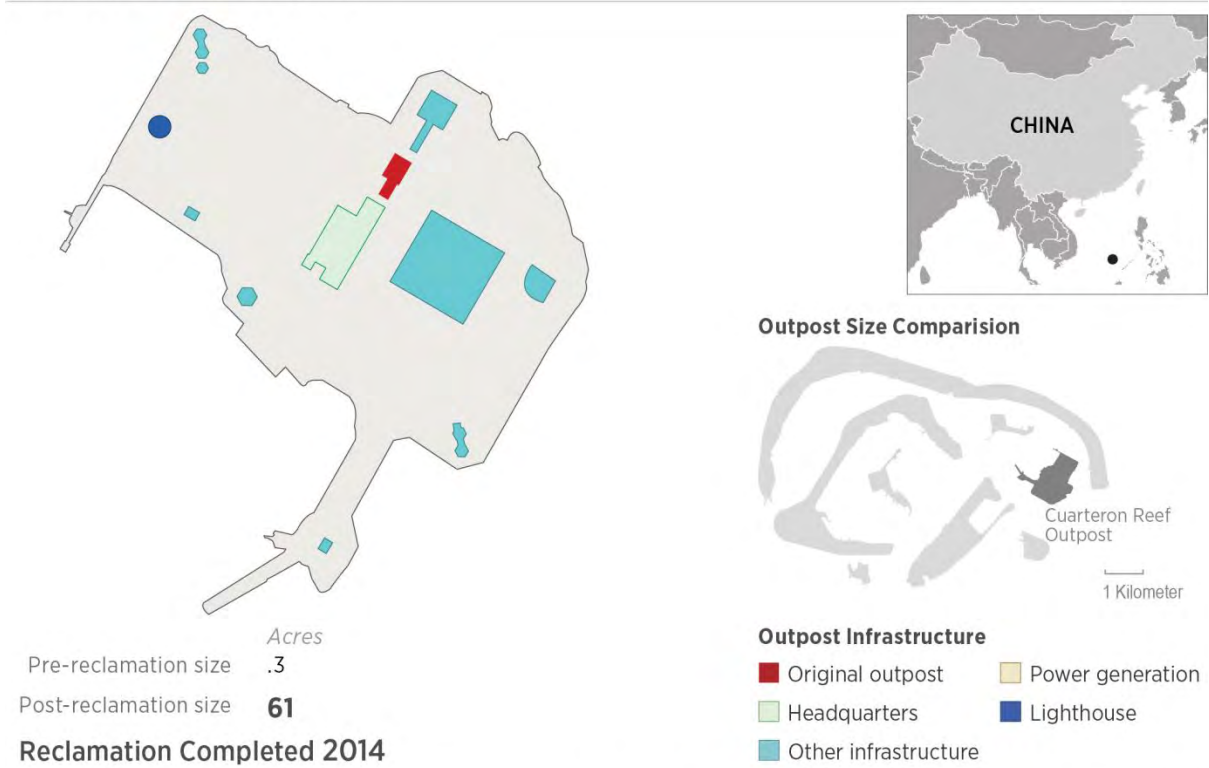 CHINA
Outpost Size Comparision
Cuarteron Reef
Outpost
1 Kilometer
Acres
Pre-reclamation size .3
Post-reclamation size 61
Reclamation Completed 2014
Outpost Infrastructure
Original outpost
Power generation
Headquarters
Lighthouse
Other infrastructure